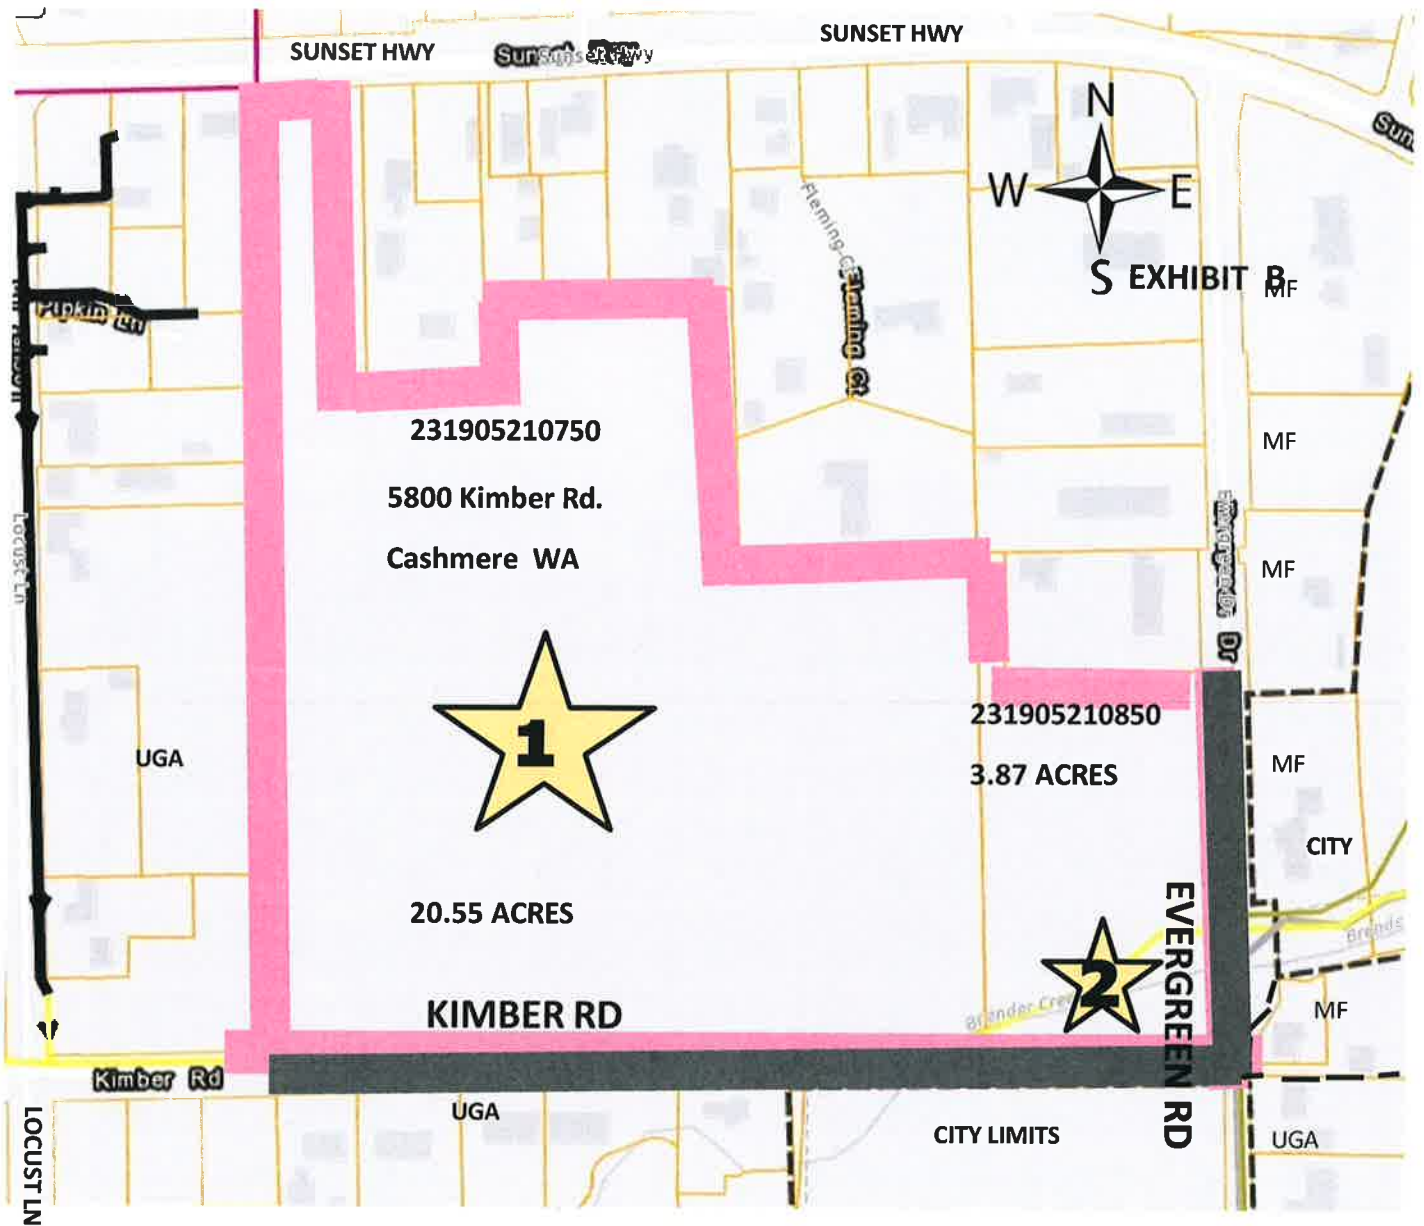 SUNSET HWY
SUNSET HWY
N
W
E
S
EXHIBIT B
MF
Pipkin Ln
Fleming Ct
231905210750
MF
5800 Kimber Rd.
Cashmere WA
MF
Locust Ln
Dr
231905210850
1
UGA
3.87 ACRES
MF
CITY
20.55 ACRES
EVERGREEN RD
2
KIMBER RD
MF
Kimber Rd
UGA
CITY LIMITS
UGA
LOCUST LN